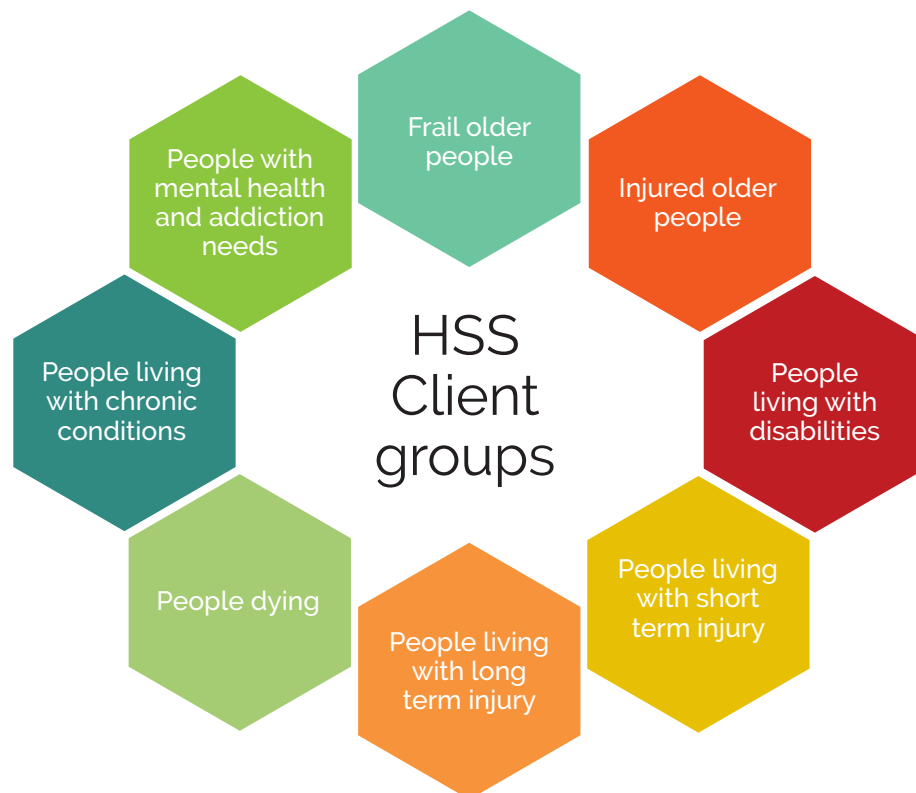 Frail older
people
Injured older
people
People
living with
disabilities
People living
with short
term injury
People living
with long
term injury
People dying
People living
with chronic
conditions
People with
mental health
and addiction
needs
HSS
Client
groups